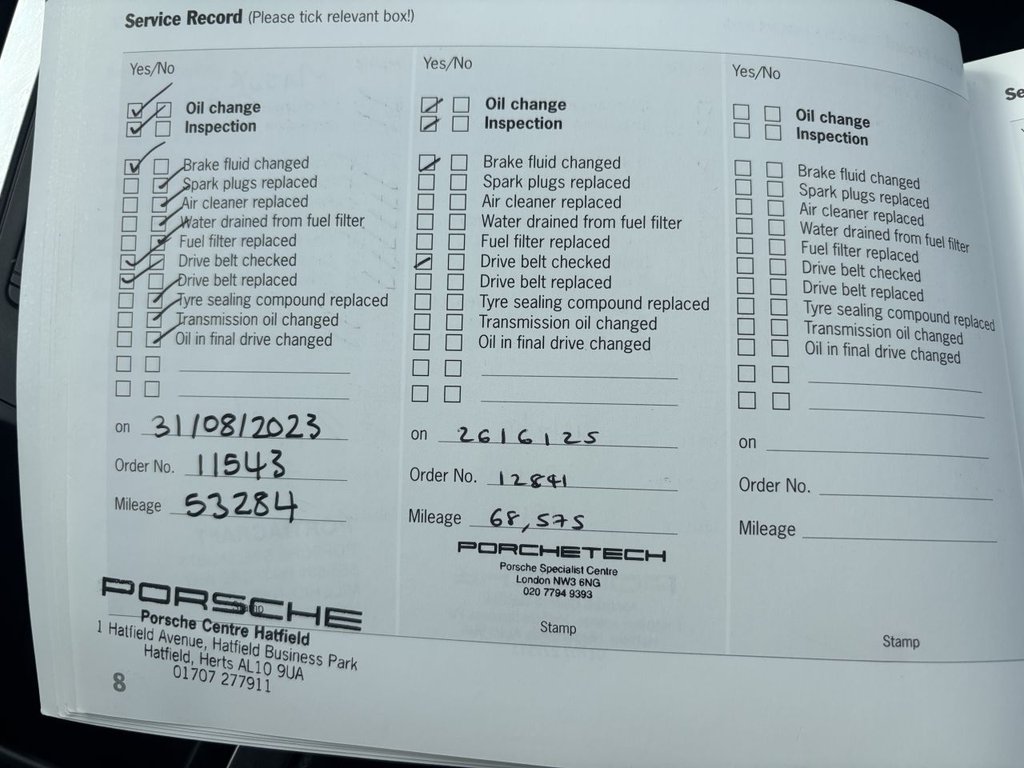 Service Record (Please tick relevant box!)
Yes/No
Oil change
Inspection
Brake fluid changed
Spark plugs replaced
Air cleaner replaced
Water drained from fuel filter
Fuel filter replaced
Drive belt checked
Drive belt replaced
Tyre sealing compound replaced
Transmission oil changed
Oil in final drive changed
on 31/08/2023
Order No. 11543
Mileage 53284
PORSCHE
Porsche Centre Hatfield
1 Hatfield Avenue, Hatfield Business Park
Hatfield, Herts AL10 9UA
01707 277911
8
Yes/No
Oil change
Inspection
Brake fluid changed
Spark plugs replaced
Air cleaner replaced
Water drained from fuel filter
Fuel filter replaced
Drive belt checked
Drive belt replaced
Tyre sealing compound replaced
Transmission oil changed
Oil in final drive changed
on 26/6/25
Order No. 12841
Mileage 68,575
PORCHETECH
Porsche Specialist Centre
London NW3 6NG
020 7794 9393
Stamp
Yes/No
Oil change
Inspection
Brake fluid changed
Spark plugs replaced
Air cleaner replaced
Water drained from fuel filter
Fuel filter replaced
Drive belt checked
Drive belt replaced
Tyre sealing compound replaced
Transmission oil changed
Oil in final drive changed
on
Order No.
Mileage
Stamp
Se